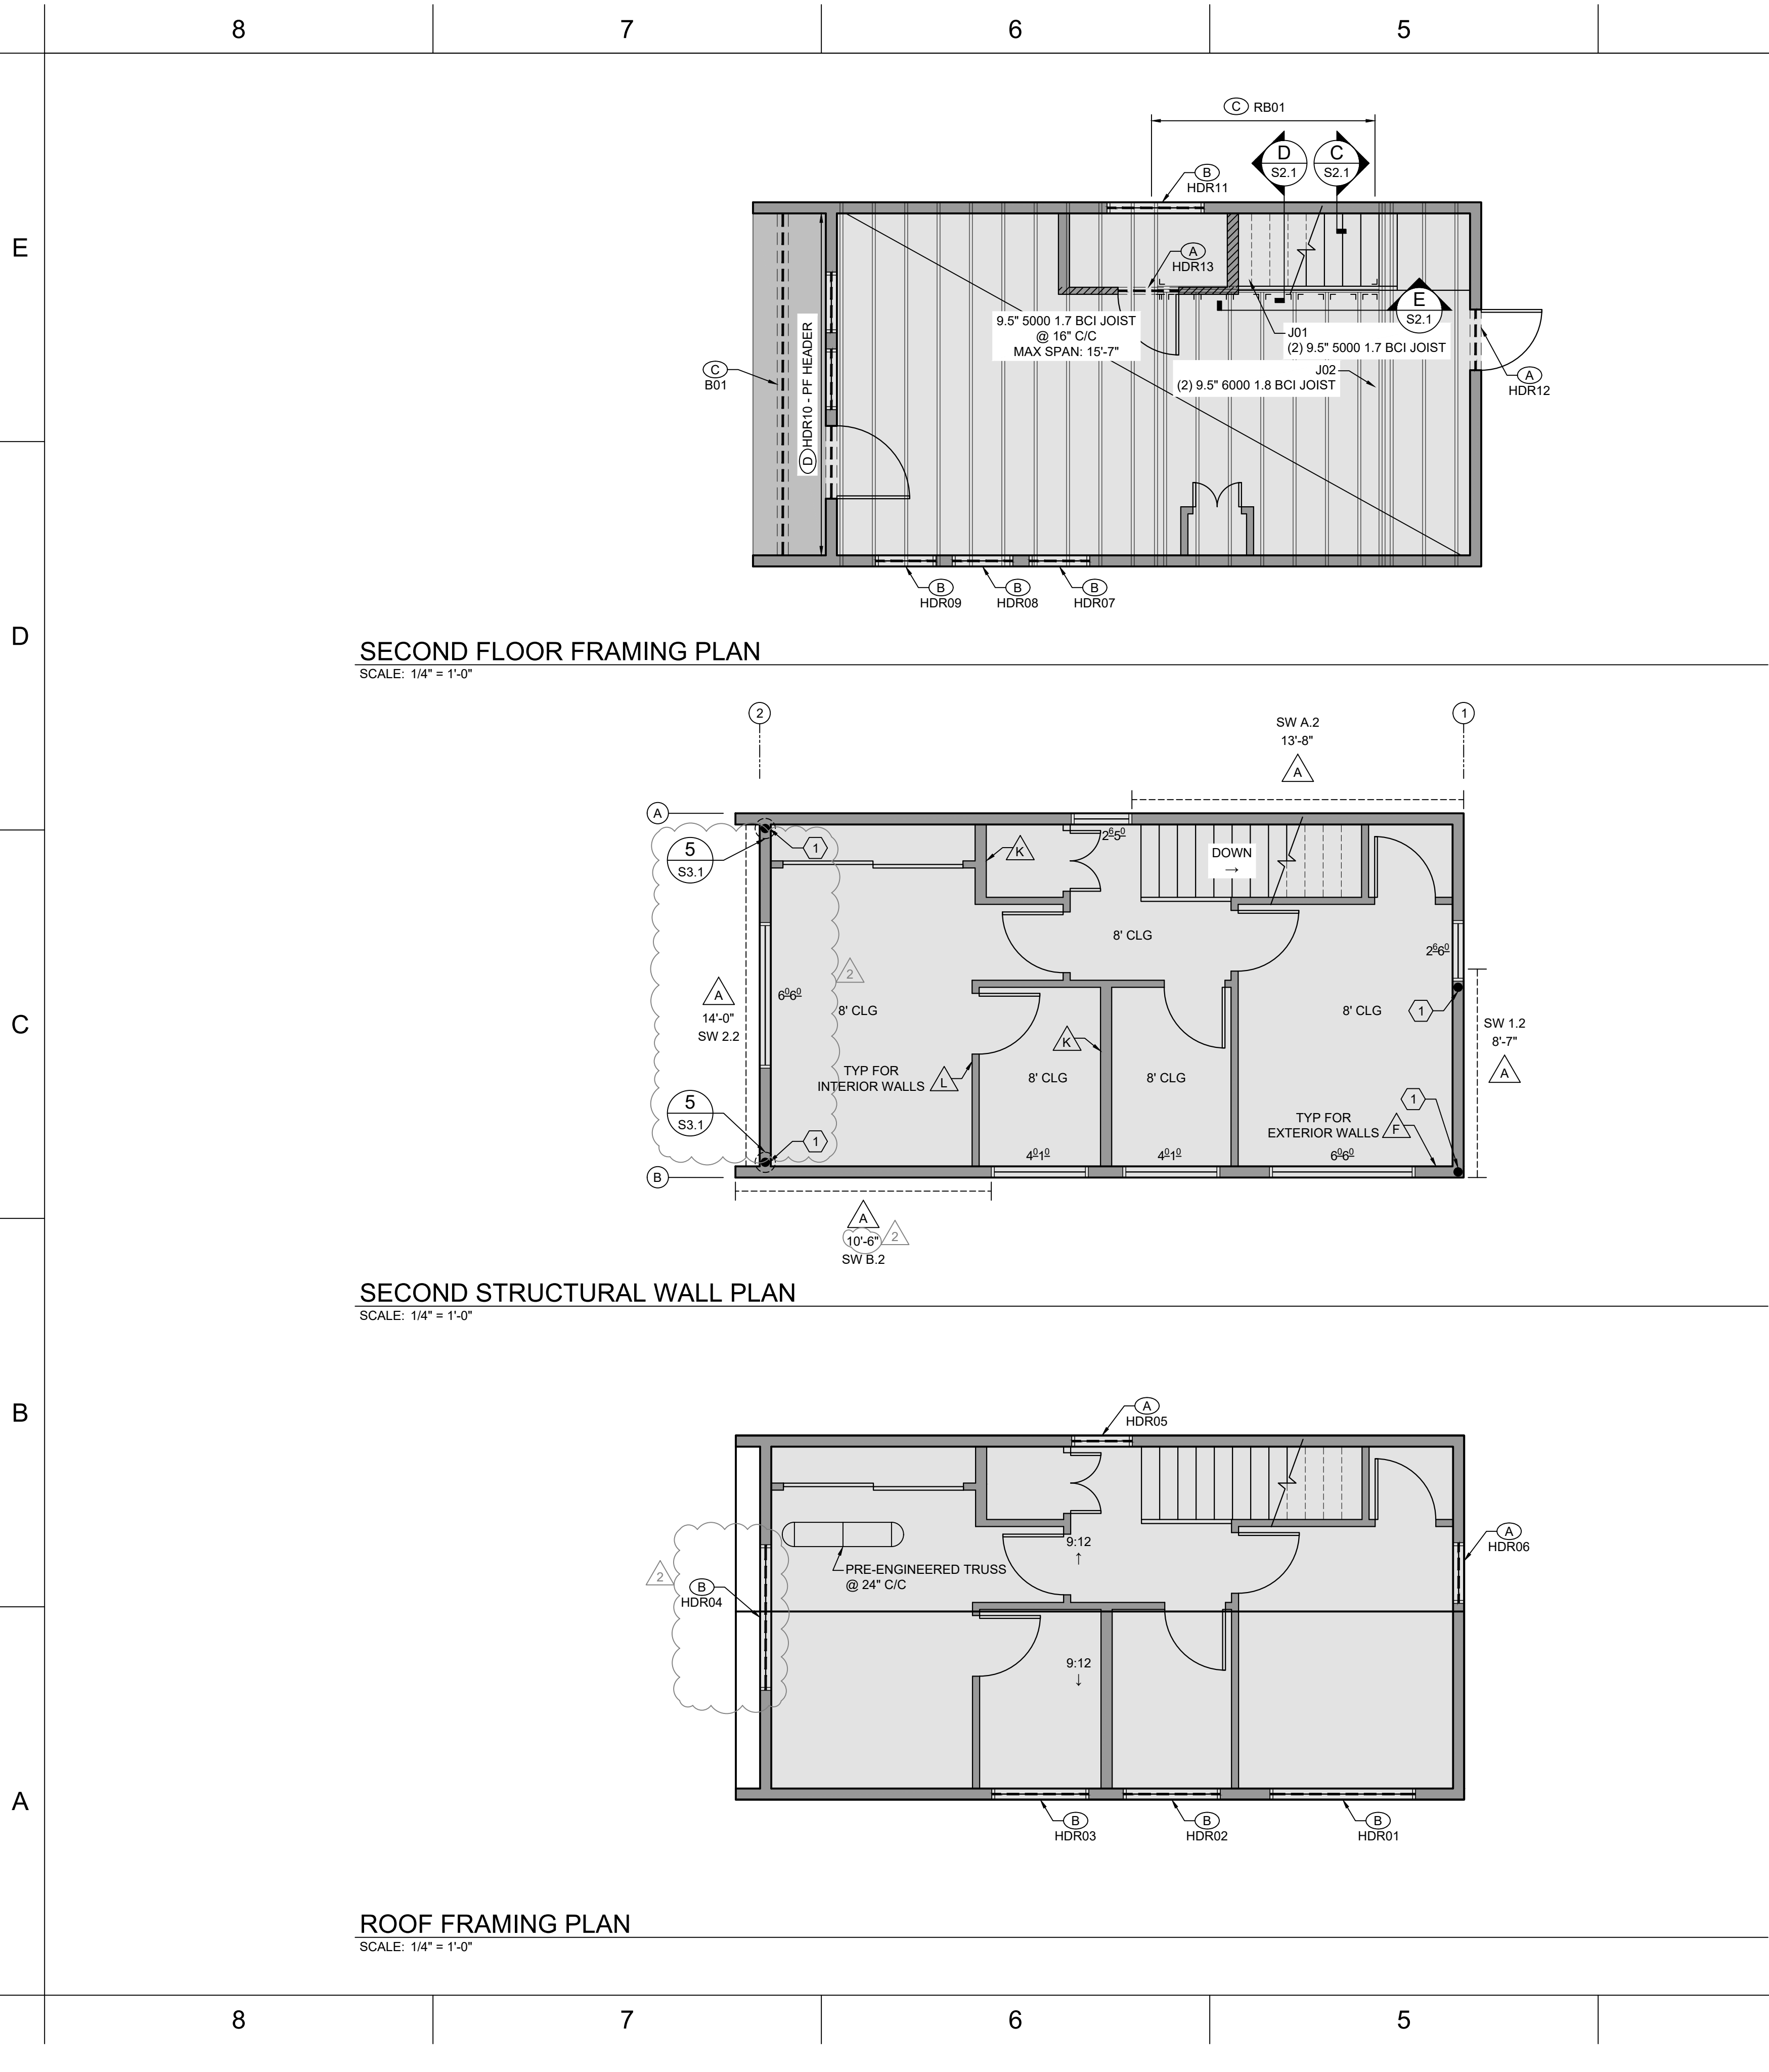 8 7 6 5
E
D
C
B
A
C RB01
D
S2.1
C
S2.1
B
HDR11
A
HDR13
E
S2.1
9.5" 5000 1.7 BCI JOIST
@ 16" C/C
MAX SPAN: 15'-7"
J01
(2) 9.5" 5000 1.7 BCI JOIST
J02
(2) 9.5" 6000 1.8 BCI JOIST
D HDR10 - PF HEADER
C
B01
A
HDR12
B
HDR09
B
HDR08
B
HDR07
SECOND FLOOR FRAMING PLAN
SCALE: 1/4" = 1'-0"
2
1
SW A.2
13'-8"
A
A
5
S3.1
1
K
2650
DOWN
→
8' CLG
2660
2
A
14'-0"
SW 2.2
6060
8' CLG
8' CLG
1
SW 1.2
8'-7"
A
K
TYP FOR
INTERIOR WALLS
L
8' CLG
8' CLG
5
S3.1
1
1
TYP FOR
EXTERIOR WALLS
F
4010
4010
6060
B
A
10'-6"
2
SW B.2
SECOND STRUCTURAL WALL PLAN
SCALE: 1/4" = 1'-0"
A
HDR05
A
HDR06
9:12
↑
PRE-ENGINEERED TRUSS
@ 24" C/C
2
B
HDR04
9:12
↓
B
HDR03
B
HDR02
B
HDR01
ROOF FRAMING PLAN
SCALE: 1/4" = 1'-0"
8 7 6 5